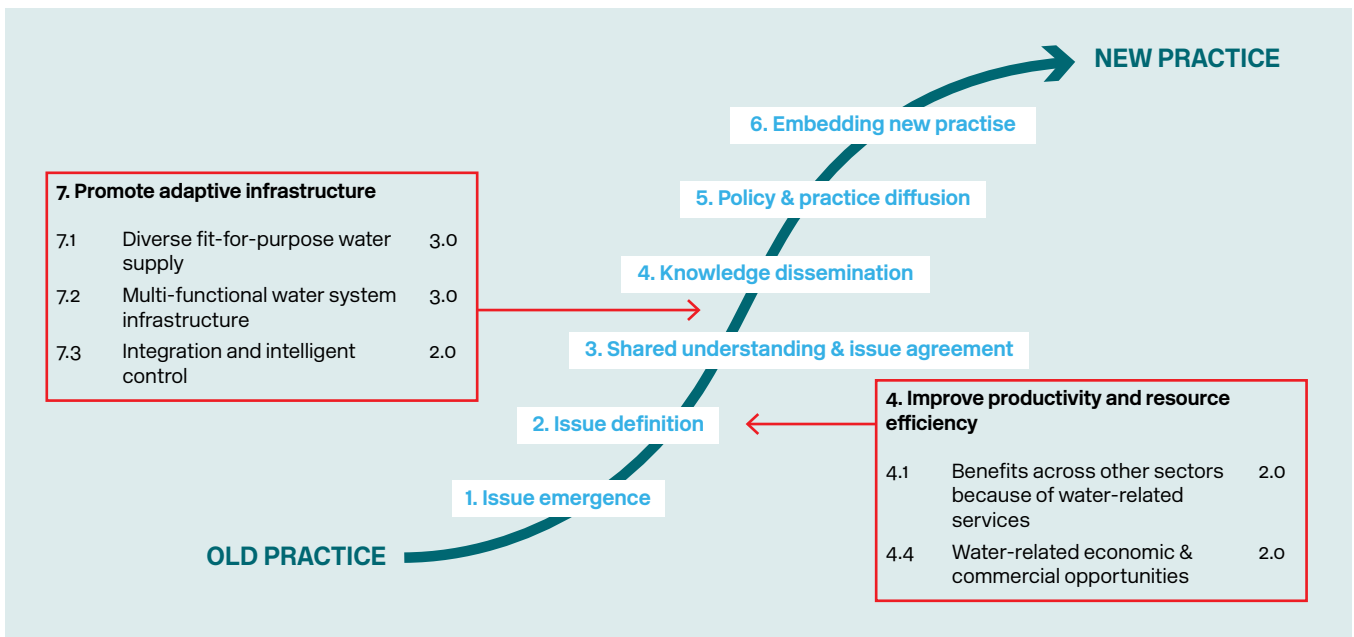 NEW PRACTICE
6. Embedding new practise
5. Policy & practice diffusion
4. Knowledge dissemination
3. Shared understanding & issue agreement
2. Issue definition
1. Issue emergence
OLD PRACTICE
7. Promote adaptive infrastructure
7.1 Diverse fit-for-purpose water 3.0
supply
7.2 Multi-functional water system 3.0
infrastructure
7.3 Integration and intelligent 2.0
control
4. Improve productivity and resource
efficiency
4.1 Benefits across other sectors 2.0
because of water-related
services
4.4 Water-related economic & 2.0
commercial opportunities